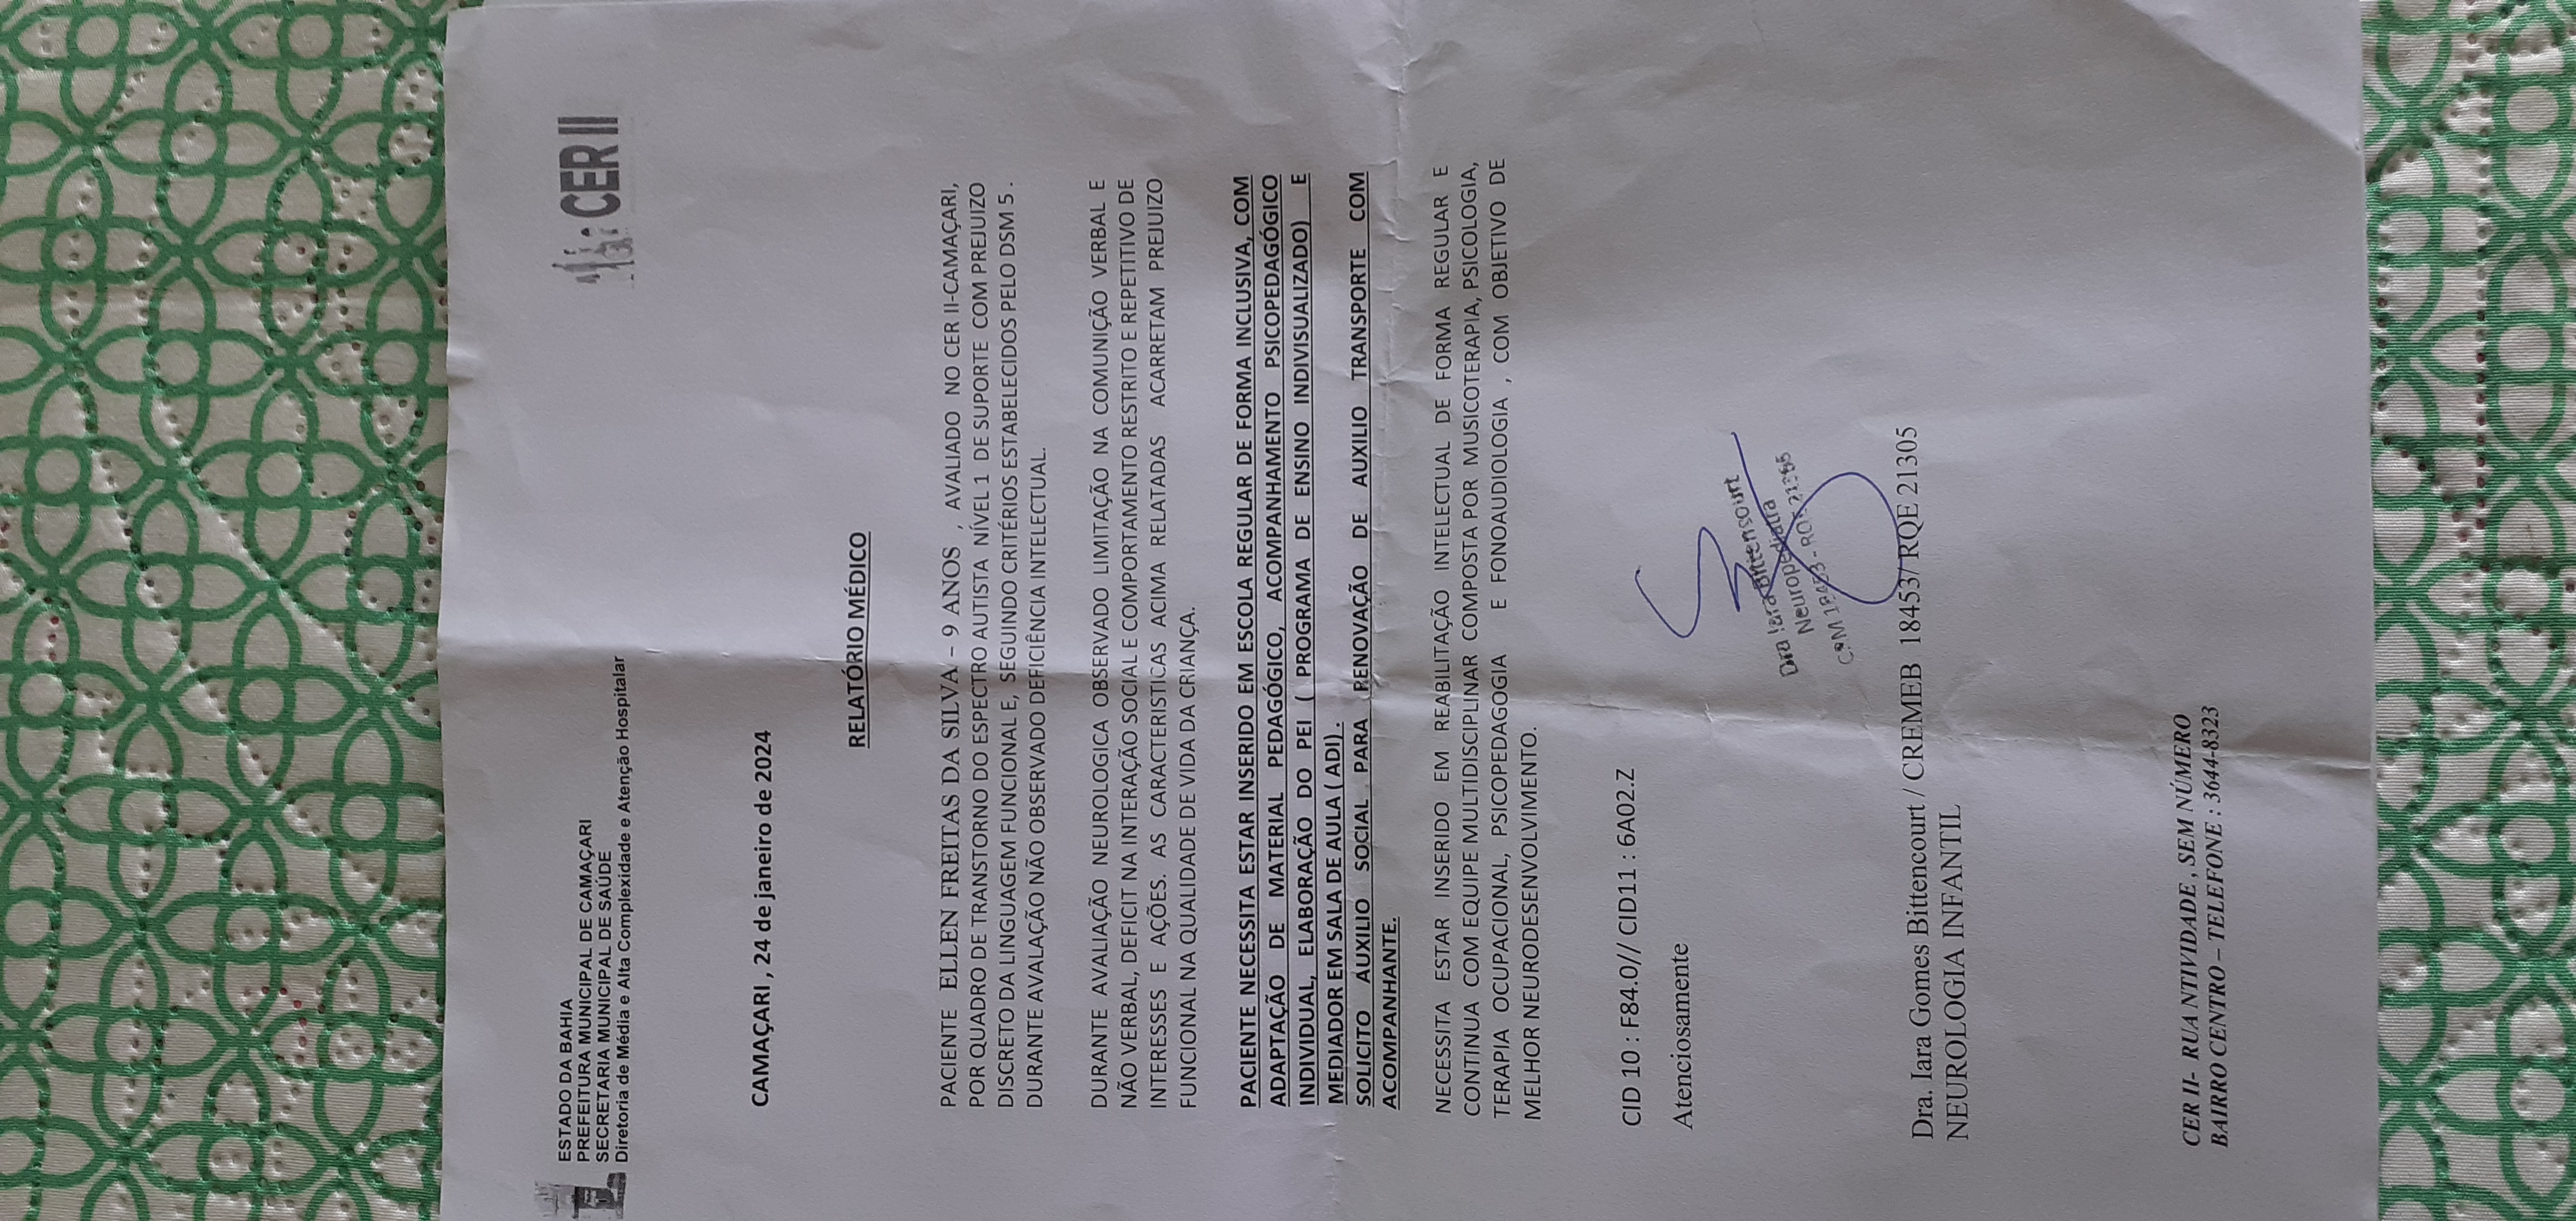 ESTADO DA BAHIA
PREFEITURA MUNICIPAL DE CAMAÇARI
SECRETARIA MUNICIPAL DE SAÚDE
Diretoria de Média e Alta Complexidade e Atenção Hospitalar
CER II
CAMAÇARI , 24 de janeiro de 2024
RELATÓRIO MÉDICO
PACIENTE ELLEN FREITAS DA SILVA – 9 ANOS , AVALIADO NO CER II-CAMAÇARI,
POR QUADRO DE TRANSTORNO DO ESPECTRO AUTISTA NÍVEL 1 DE SUPORTE COM PREJUIZO
DISCRETO DA LINGUAGEM FUNCIONAL E, SEGUINDO CRITÉRIOS ESTABELECIDOS PELO DSM 5 .
DURANTE AVALAÇÃO NÃO OBSERVADO DEFICIÊNCIA INTELECTUAL.
DURANTE AVALIAÇÃO NEUROLOGICA OBSERVADO LIMITAÇÃO NA COMUNIÇÃO VERBAL E
NÃO VERBAL, DEFICIT NA INTERAÇÃO SOCIAL E COMPORTAMENTO RESTRITO E REPETITIVO DE
INTERESSES E AÇÕES. AS CARACTERISTICAS ACIMA RELATADAS ACARRETAM PREJUIZO
FUNCIONAL NA QUALIDADE DE VIDA DA CRIANÇA.
PACIENTE NECESSITA ESTAR INSERIDO EM ESCOLA REGULAR DE FORMA INCLUSIVA, COM
ADAPTAÇÃO DE MATERIAL PEDAGÓGICO, ACOMPANHAMENTO PSICOPEDAGÓGICO
INDIVIDUAL, ELABORAÇÃO DO PEI ( PROGRAMA DE ENSINO INDIVISUALIZADO) E
MEDIADOR EM SALA DE AULA ( ADI) .
SOLICITO AUXILIO SOCIAL PARA RENOVAÇÃO DE AUXILIO TRANSPORTE COM
ACOMPANHANTE.
NECESSITA ESTAR INSERIDO EM REABILITAÇÃO INTELECTUAL DE FORMA REGULAR E
CONTINUA COM EQUIPE MULTIDISCIPLINAR COMPOSTA POR MUSICOTERAPIA, PSICOLOGIA,
TERAPIA OCUPACIONAL, PSICOPEDAGOGIA E FONOAUDIOLOGIA , COM OBJETIVO DE
MELHOR NEURODESENVOLVIMENTO.
CID 10 : F84.0// CID11 : 6A02.Z
Atenciosamente
Dra Iara Bittencourt
Neuropediatra
CRM 18453 - RQE
Dra. Iara Gomes Bittencourt / CREMEB 18453/ RQE 21305
NEUROLOGIA INFANTIL
CER II- RUA NTIVIDADE , SEM NÚMERO
BAIRRO CENTRO – TELEFONE : 3644-8323